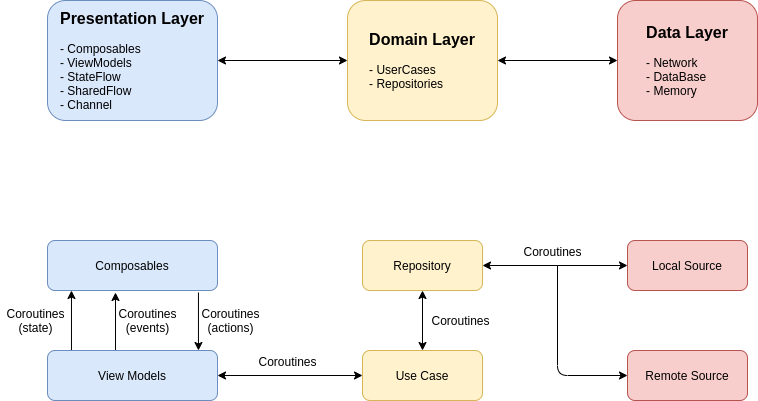 Presentation Layer
- Composables
- ViewModels
- StateFlow
- SharedFlow
- Channel
Domain Layer
- UserCases
- Repositories
Data Layer
- Network
- DataBase
- Memory
Composables
Repository
Coroutines
Local Source
Coroutines
(state)
Coroutines
(events)
Coroutines
(actions)
Coroutines
View Models
Coroutines
Use Case
Remote Source